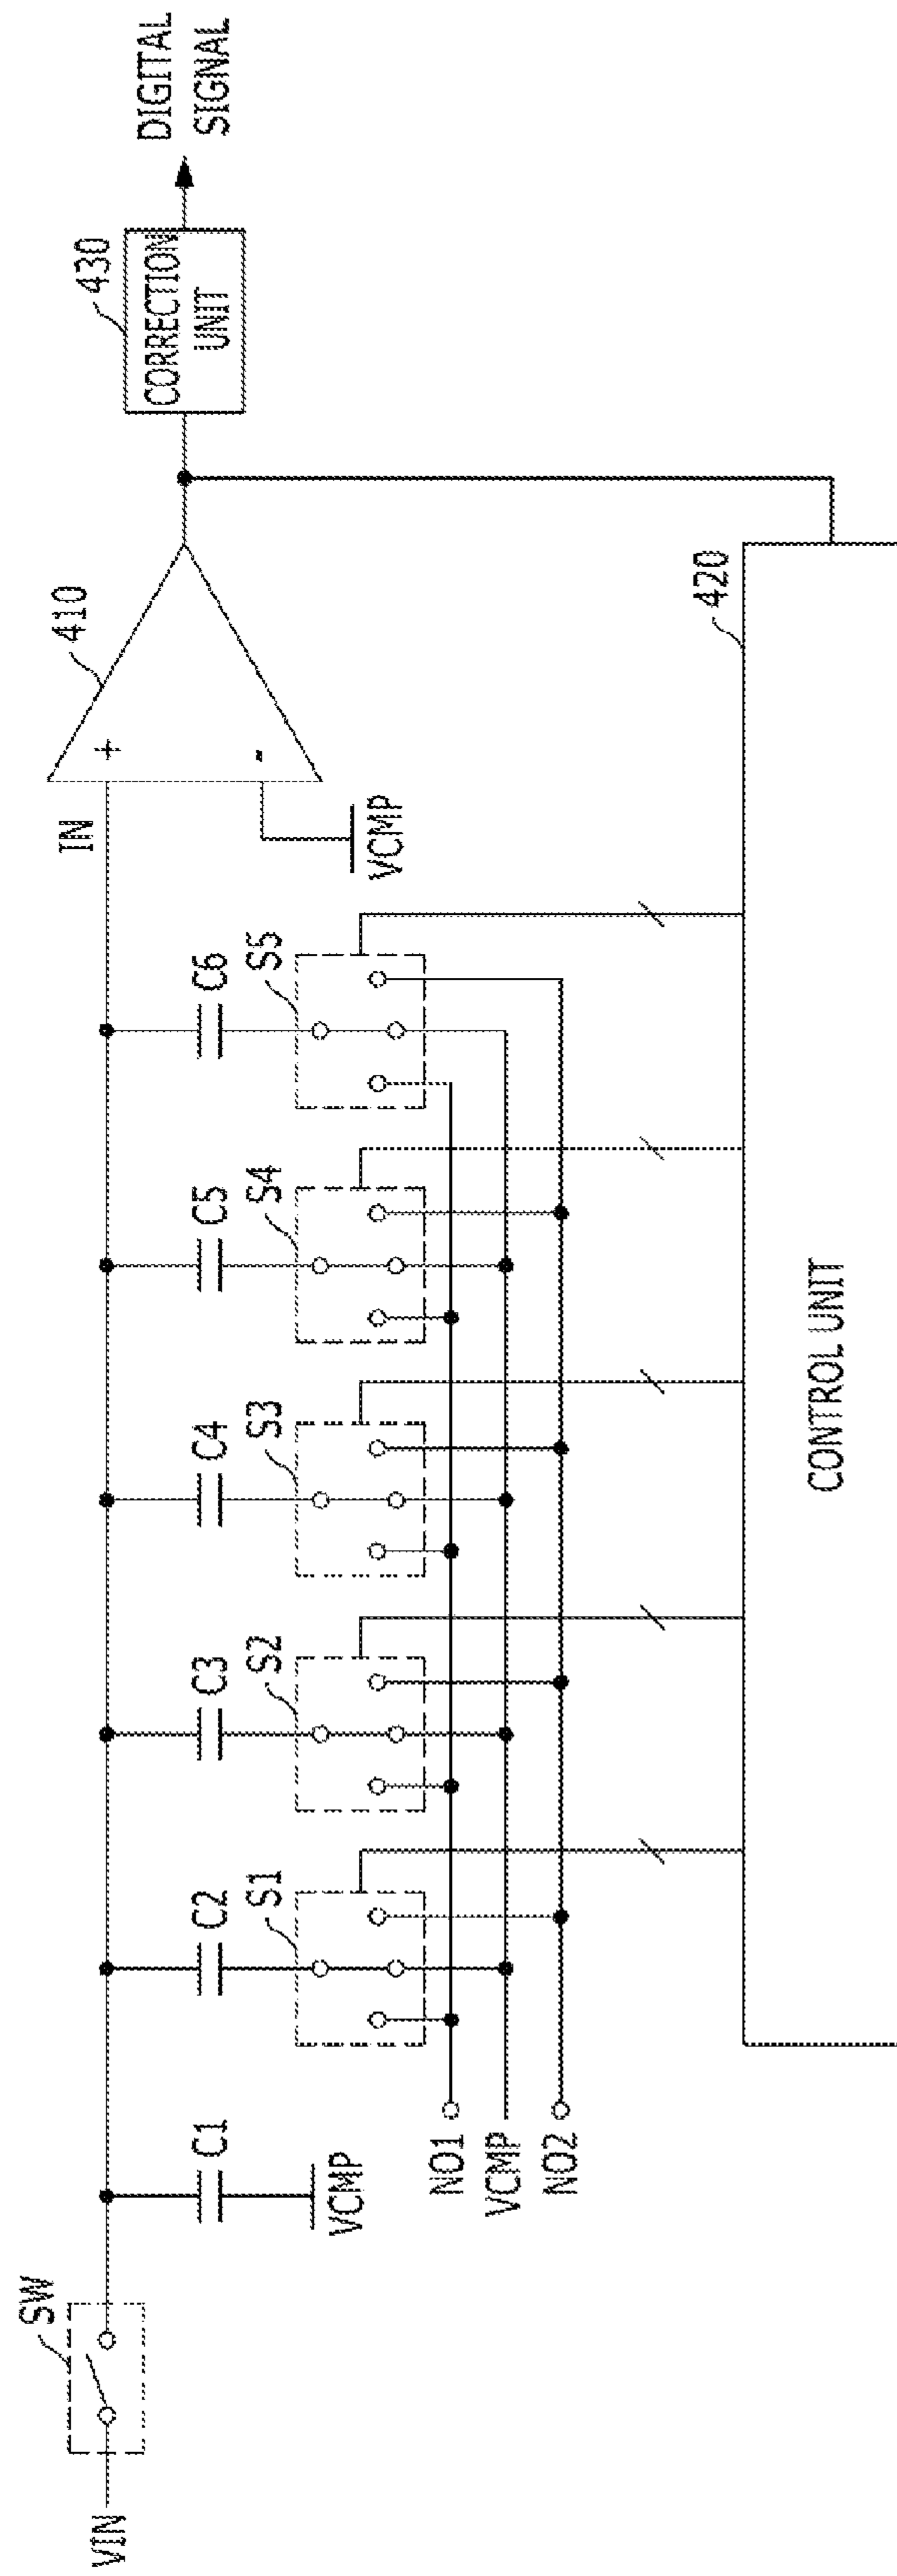 VIN
SW
C1
VCMP
C2
S1
C3
S2
C4
S3
C5
S4
C6
S5
IN
+
-
VCMP
410
CORRECTION
UNIT
430
DIGITAL
SIGNAL
NO1
VCMP
NO2
420
CONTROL UNIT